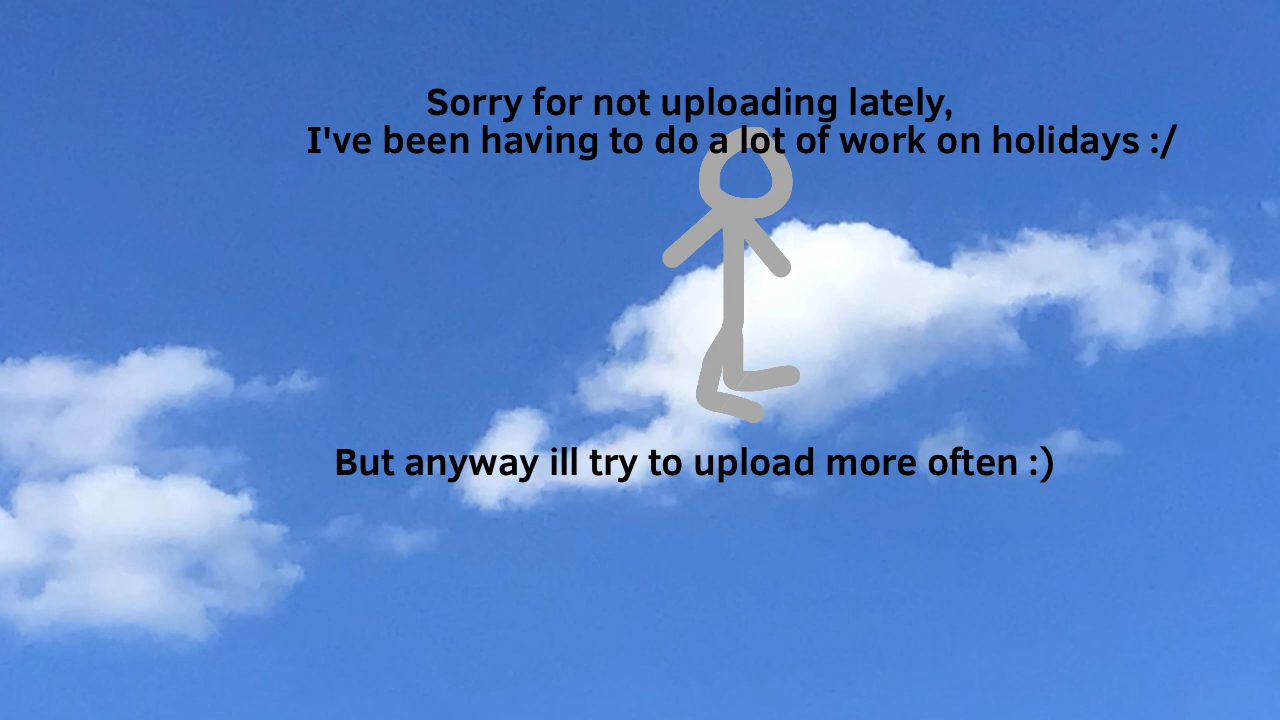 Sorry for not uploading lately,
I've been having to do a lot of work on holidays :/
But anyway ill try to upload more often :)